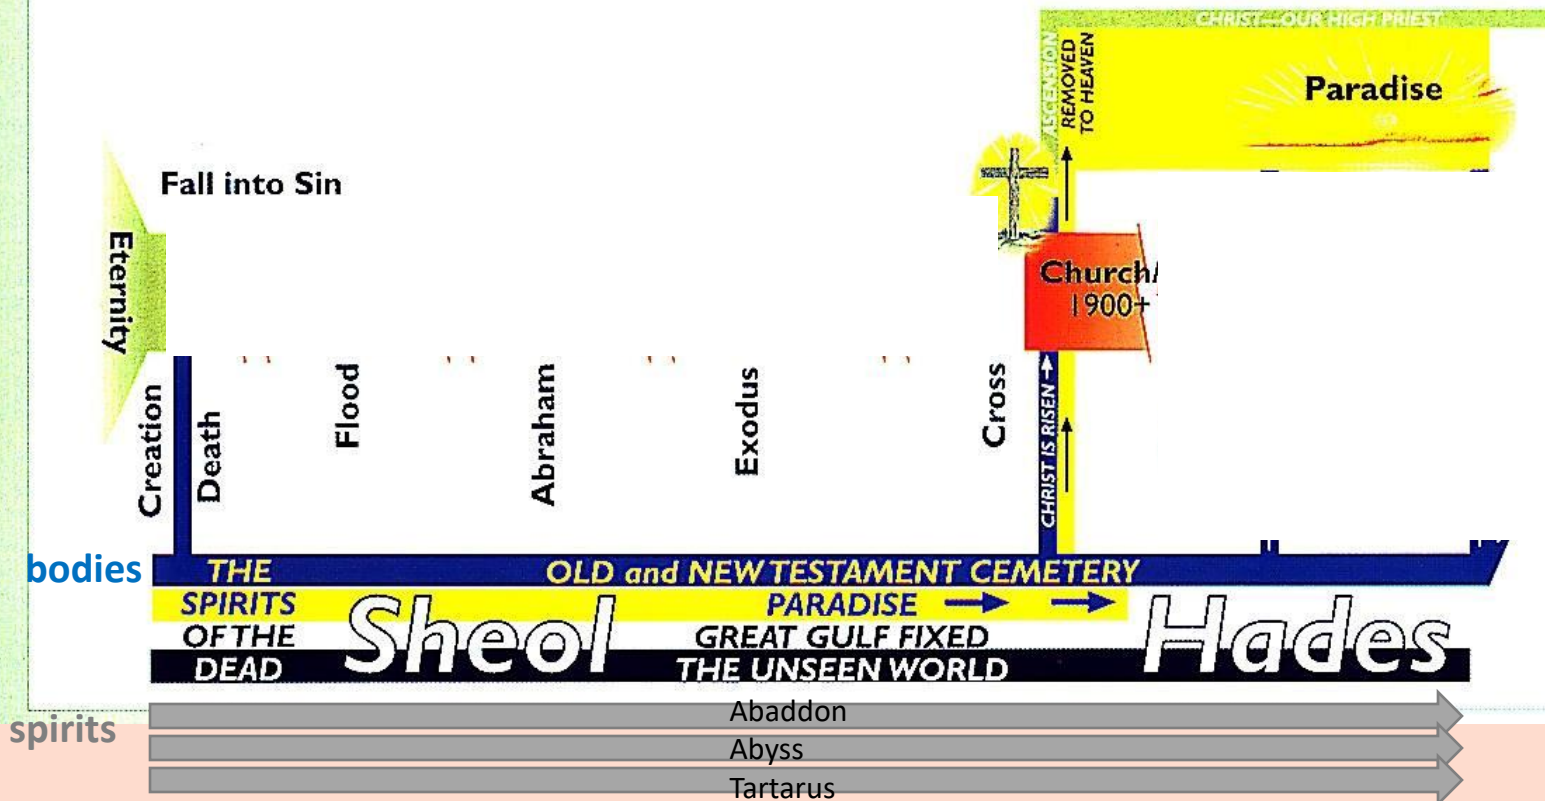 CHRIST—OUR HIGH PRIEST
ASCENSION
REMOVED
TO HEAVEN
Paradise
Fall into Sin
Eternity
Church/
1900+
Creation
Death
Flood
Abraham
Exodus
Cross
CHRIST IS RISEN
bodies
THE OLD and NEW TESTAMENT CEMETERY
SPIRITS PARADISE
OF THE GREAT GULF FIXED
DEAD THE UNSEEN WORLD
Sheol
Hades
spirits
Abaddon
Abyss
Tartarus